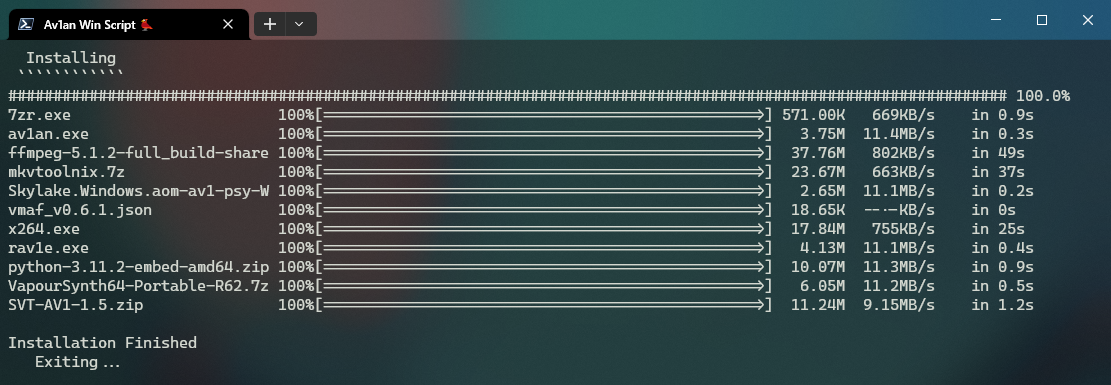 Av1an Win Script
Installing
````````````
############################################################################################################### 100.0%
7zr.exe 100%[================================================>] 571.00K 669KB/s in 0.9s
av1an.exe 100%[================================================>] 3.75M 11.4MB/s in 0.3s
ffmpeg-5.1.2-full_build-share 100%[================================================>] 37.76M 802KB/s in 49s
mkvtoolnix.7z 100%[================================================>] 23.67M 663KB/s in 37s
Skylake.Windows.aom-av1-psy-W 100%[================================================>] 2.65M 11.1MB/s in 0.2s
vmaf_v0.6.1.json 100%[================================================>] 18.65K --.-KB/s in 0s
x264.exe 100%[================================================>] 17.84M 755KB/s in 25s
rav1e.exe 100%[================================================>] 4.13M 11.1MB/s in 0.4s
python-3.11.2-embed-amd64.zip 100%[================================================>] 10.07M 11.3MB/s in 0.9s
VapourSynth64-Portable-R62.7z 100%[================================================>] 6.05M 11.2MB/s in 0.5s
SVT-AV1-1.5.zip 100%[================================================>] 11.24M 9.15MB/s in 1.2s
Installation Finished
Exiting...